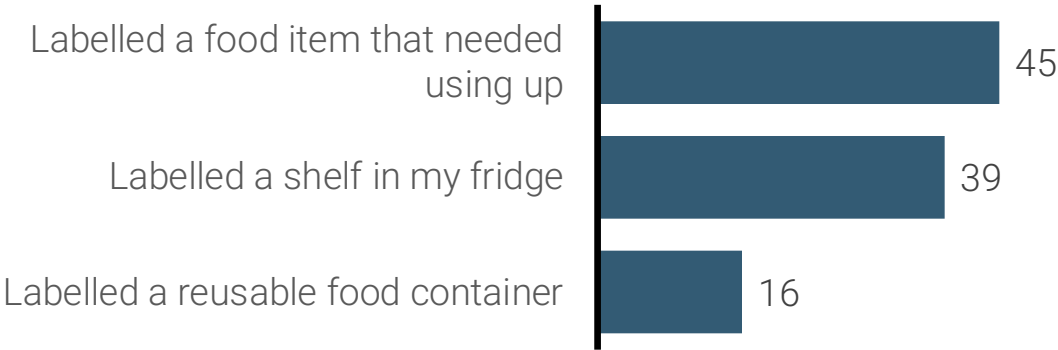 Labelled a food item that needed
using up
45
Labelled a shelf in my fridge
39
Labelled a reusable food container
16